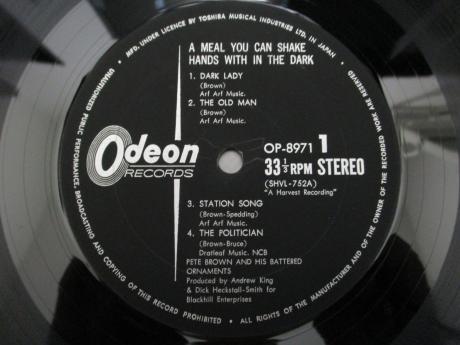 MFD. UNDER LICENCE BY TOSHIBA MUSICAL INDUSTRIES LTD. IN JAPAN.
A MEAL YOU CAN SHAKE
HANDS WITH IN THE DARK
1. DARK LADY
(Brown)
Arf Arf Music.
2. THE OLD MAN
(Brown)
Arf Arf Music.
Odeon
RECORDS
OP-8971 1
33⅓ RPM STEREO
(SHVL-752A)
"A Harvest Recording"
3. STATION SONG
(Brown-Spedding)
Arf Arf Music.
4. THE POLITICIAN
(Brown-Bruce)
Dratleaf Music. NCB
PETE BROWN AND HIS BATTERED
ORNAMENTS
Produced by Andrew King
& Dick Heckstall-Smith for
Blackhill Enterprises
UNAUTHORIZED PUBLIC PERFORMANCE, BROADCASTING AND COPYING OF THIS RECORD PROHIBITED • ALL RIGHTS OF THE MANUFACTURER AND OF THE OWNER OF THE RECORDED WORK ARE RESERVED